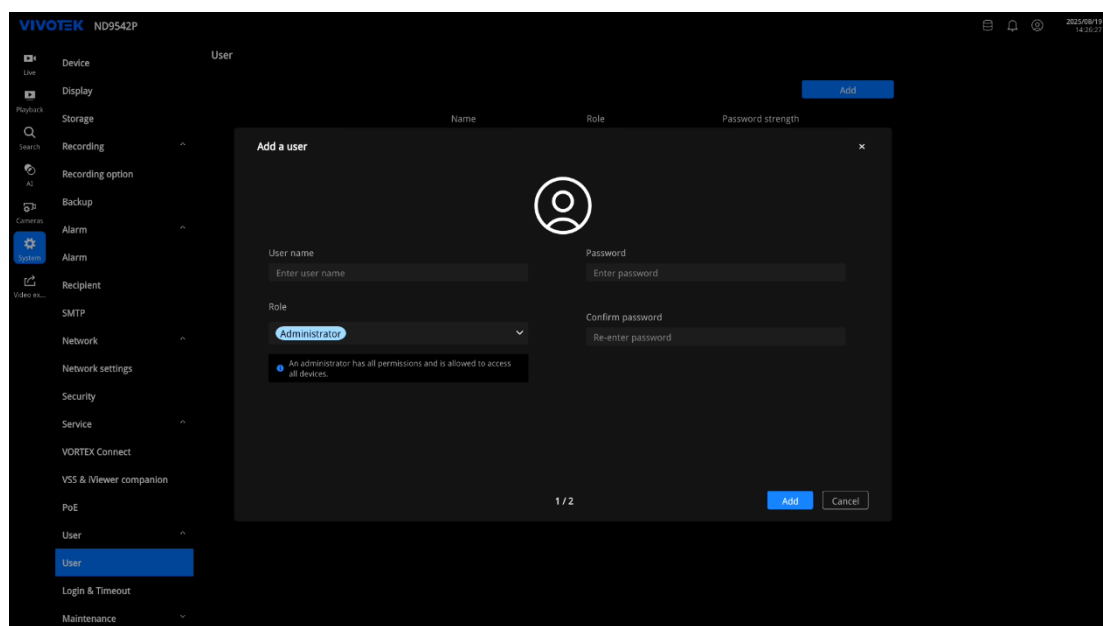 VIVOTEK ND9542P
2025/08/19
14:26:27
Live
Playback
Search
AI
Cameras
System
Video ex...
Device
Display
Storage
Recording
Recording option
Backup
Alarm
Alarm
Recipient
SMTP
Network
Network settings
Security
Service
VORTEX Connect
VSS & iViewer companion
PoE
User
User
Login & Timeout
Maintenance
User
Add
Name Role Password strength
Add a user
×
User name
Enter user name
Role
Administrator
An administrator has all permissions and is allowed to access
all devices.
Password
Enter password
Confirm password
Re-enter password
1 / 2
Add Cancel